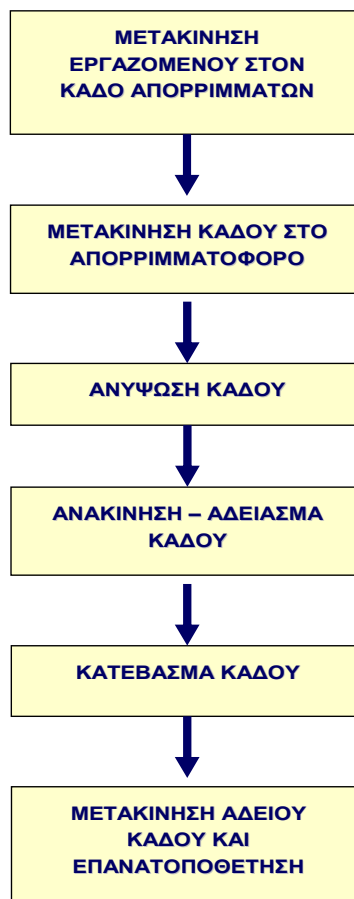 ΜΕΤΑΚΙΝΗΣΗ
ΕΡΓΑΖΟΜΕΝΟΥ ΣΤΟΝ
ΚΑΔΟ ΑΠΟΡΡΙΜΜΑΤΩΝ
ΜΕΤΑΚΙΝΗΣΗ ΚΑΔΟΥ ΣΤΟ
ΑΠΟΡΡΙΜΜΑΤΟΦΟΡΟ
ΑΝΥΨΩΣΗ ΚΑΔΟΥ
ΑΝΑΚΙΝΗΣΗ – ΑΔΕΙΑΣΜΑ
ΚΑΔΟΥ
ΚΑΤΕΒΑΣΜΑ ΚΑΔΟΥ
ΜΕΤΑΚΙΝΗΣΗ ΑΔΕΙΟΥ
ΚΑΔΟΥ ΚΑΙ
ΕΠΑΝΑΤΟΠΟΘΕΤΗΣΗ